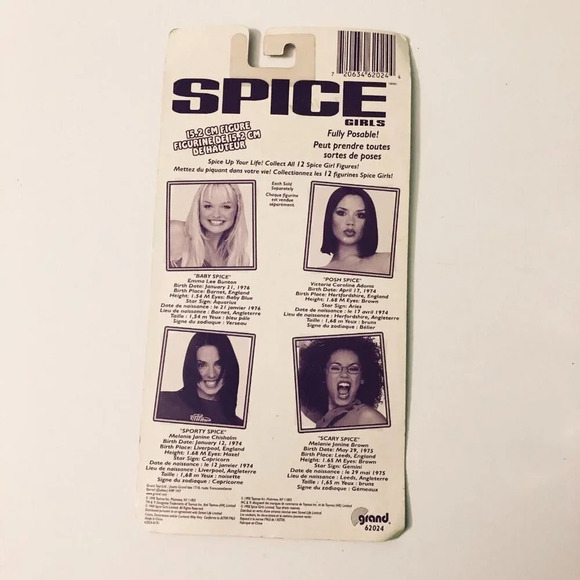 7 20634 62024 4
SPICE
GIRLS
15.2 CM FIGURE
FIGURINE DE 15,2 CM
DE HAUTEUR
Fully Posable!
Peut prendre toutes
sortes de poses
Spice Up Your Life! Collect All 12 Spice Girl Figures!
Mettez du piquant dans votre vie! Collectionnez les 12 figurines Spice Girls!
Each Sold
Separately
Chaque figurine
est vendue
séparément.
"BABY SPICE"
Emma Lee Bunton
Birth Date: January 21, 1976
Birth Place: Barnet, England
Height: 1.54 M Eyes: Baby Blue
Star Sign: Aquarius
Date de naissance : le 21 janvier 1976
Lieu de naissance : Barnet, Angleterre
Taille : 1,54 m Yeux : bleu pâle
Signe du zodiaque : Verseau
"POSH SPICE"
Victoria Caroline Adams
Birth Date: April 17, 1974
Birth Place: Hertfordshire, England
Height: 1.68 M Eyes: Brown
Star Sign: Aries
Date de naissance : le 17 avril 1974
Lieu de naissance : Herfordshire, Angleterre
Taille : 1,68 m Yeux : bruns
Signe du zodiaque : Bélier
"SPORTY SPICE"
Melanie Janine Chisholm
Birth Date: January 12, 1974
Birth Place: Liverpool, England
Height: 1.68 M Eyes: Hazel
Star Sign: Capricorn
Date de naissance : le 12 janvier 1974
Lieu de naissance : Liverpool, Angleterre
Taille : 1,68 m Yeux : noisette
Signe du zodiaque : Capricorne
"SCARY SPICE"
Melanie Janine Brown
Birth Date: May 29, 1975
Birth Place: Leeds, England
Height: 1.65 M Eyes: Brown
Star Sign: Gemini
Date de naissance : le 29 mai 1975
Lieu de naissance : Leeds, Angleterre
Taille : 1,65 m Yeux : bruns
Signe du zodiaque : Gémeaux
grand
62024